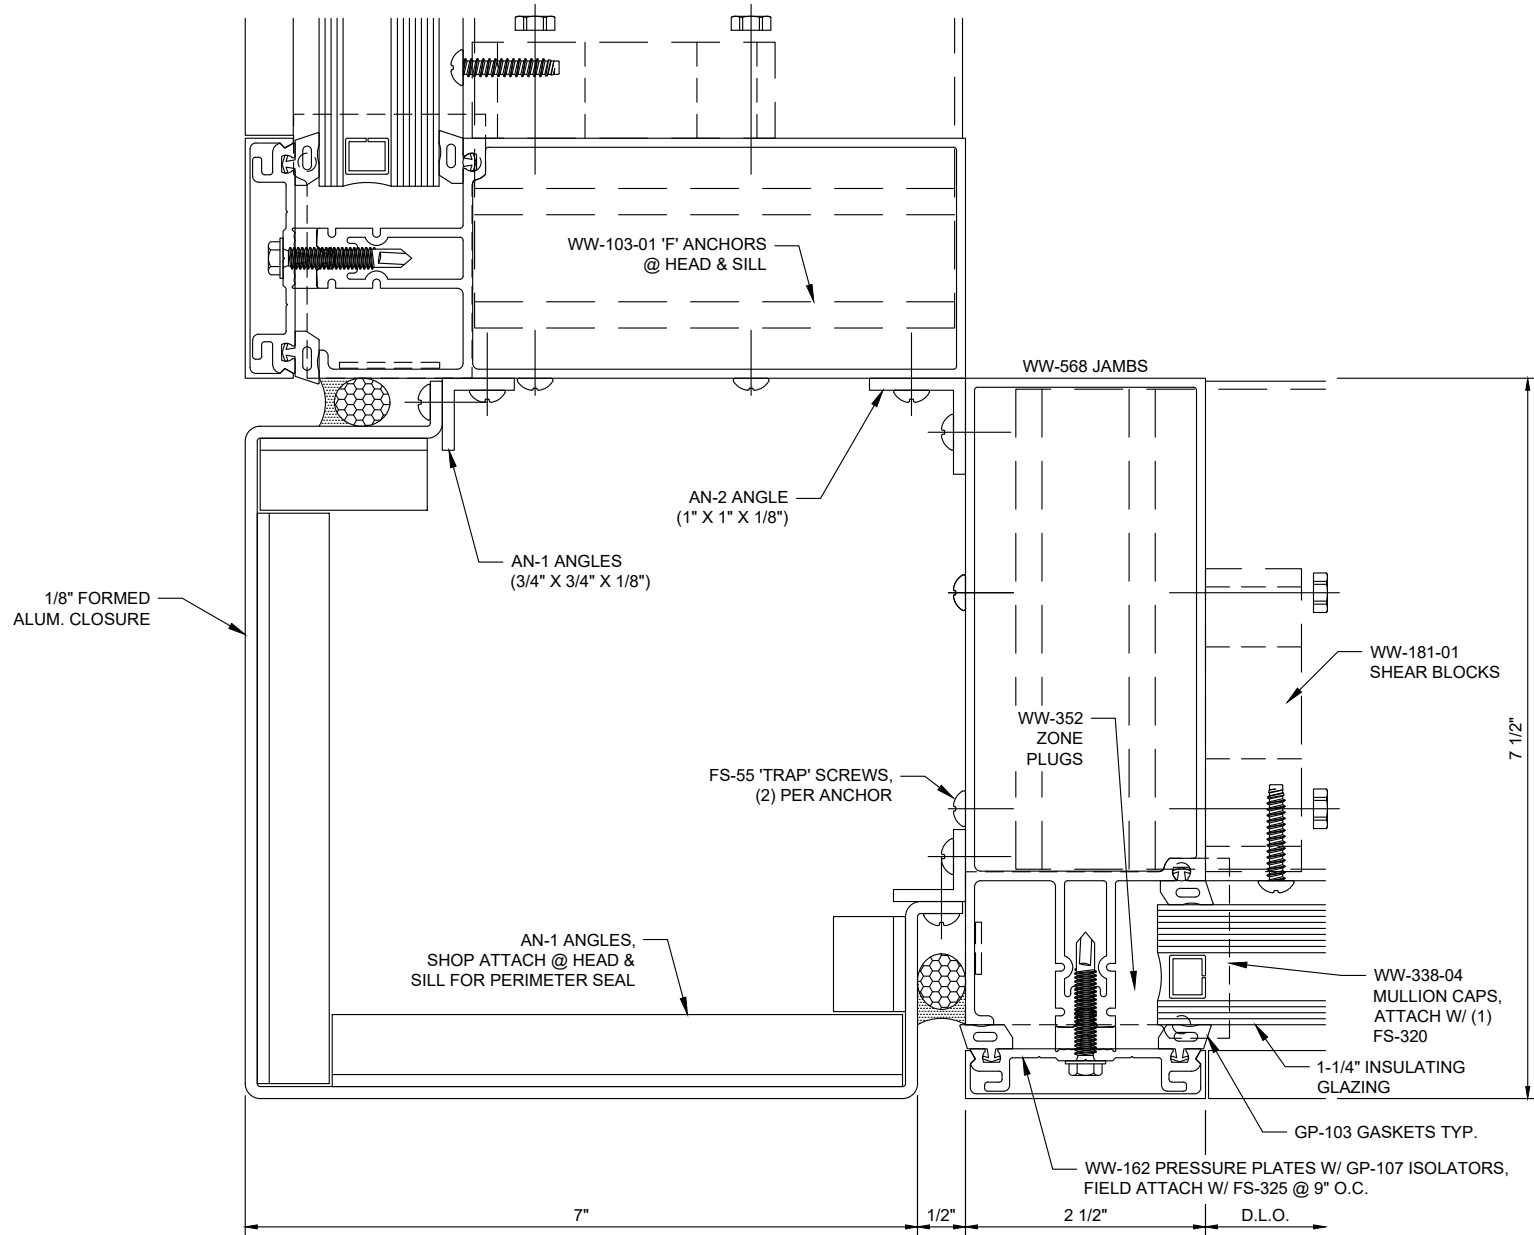 WW-103-01 'F' ANCHORS
@ HEAD & SILL
WW-568 JAMBS
AN-2 ANGLE
(1" X 1" X 1/8")
AN-1 ANGLES
(3/4" X 3/4" X 1/8")
1/8" FORMED
ALUM. CLOSURE
WW-181-01
SHEAR BLOCKS
WW-352
ZONE
PLUGS
7 1/2"
FS-55 'TRAP' SCREWS,
(2) PER ANCHOR
AN-1 ANGLES,
SHOP ATTACH @ HEAD &
SILL FOR PERIMETER SEAL
WW-338-04
MULLION CAPS,
ATTACH W/ (1)
FS-320
1-1/4" INSULATING
GLAZING
GP-103 GASKETS TYP.
WW-162 PRESSURE PLATES W/ GP-107 ISOLATORS,
FIELD ATTACH W/ FS-325 @ 9" O.C.
7"
1/2"
2 1/2"
D.L.O.